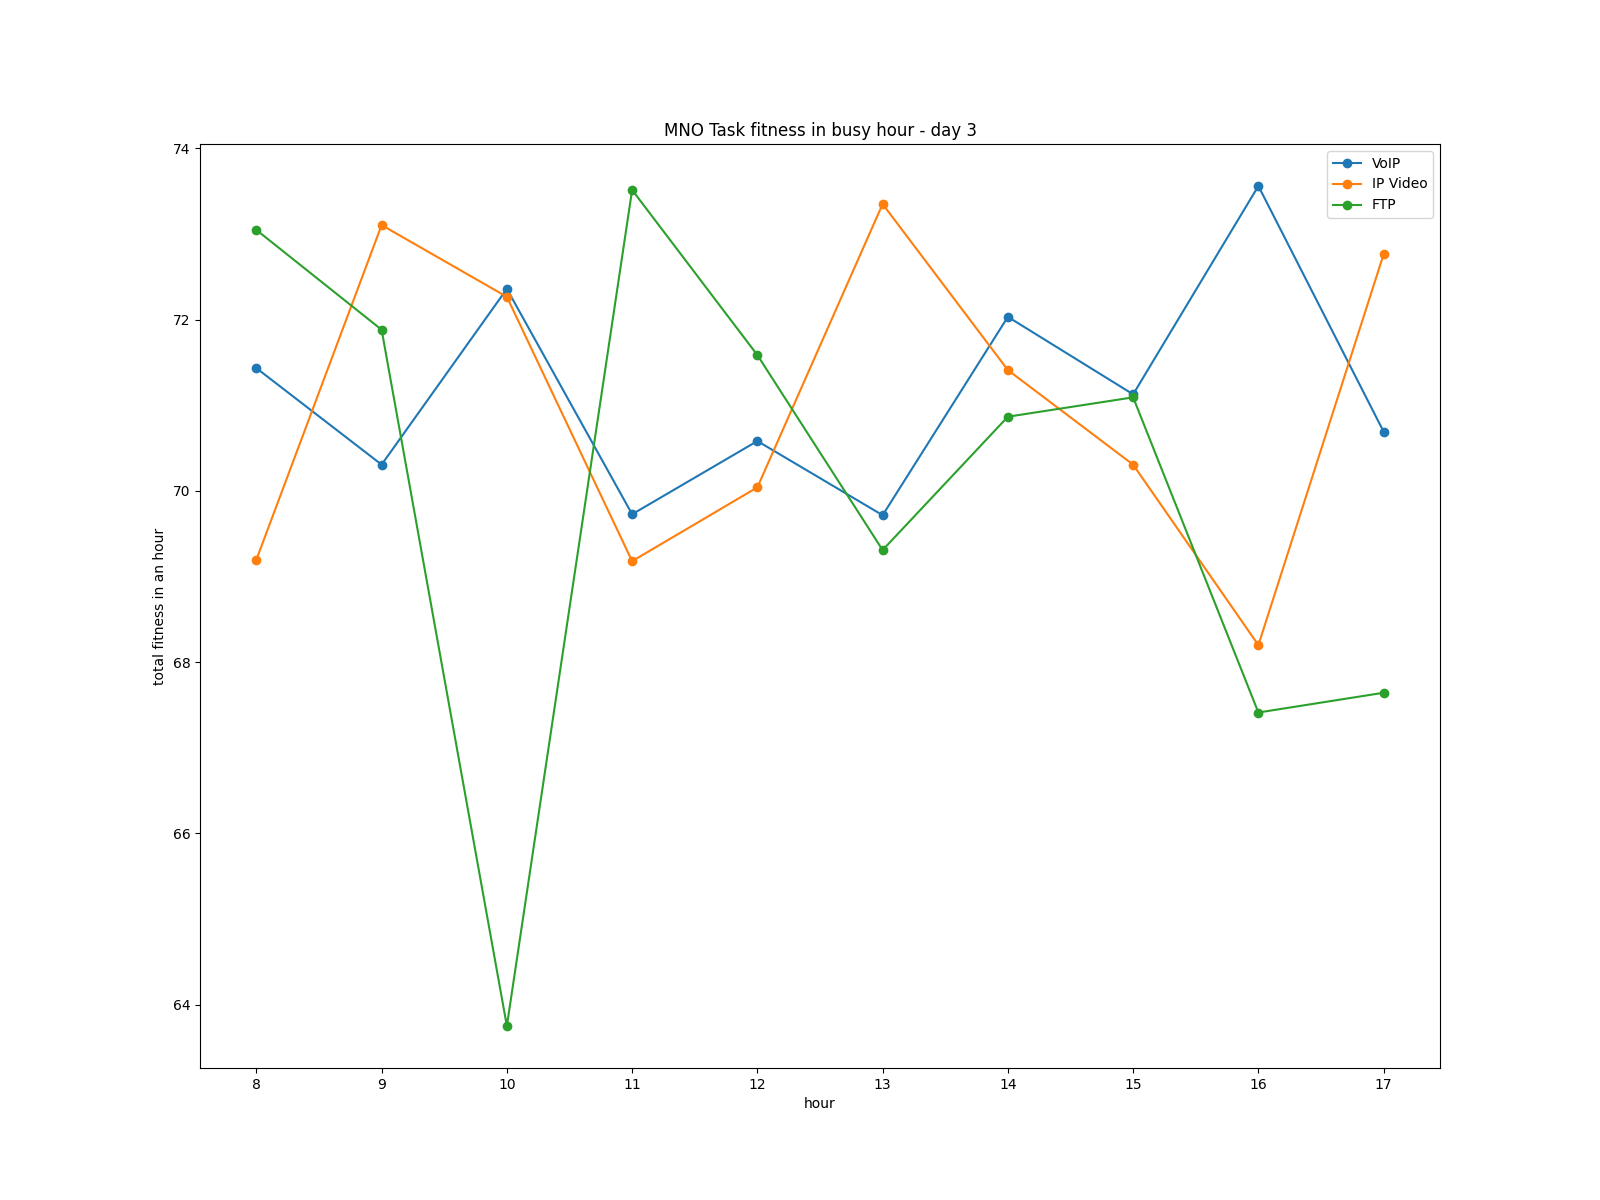 MNO Task fitness in busy hour - day 3
VoIP
IP Video
FTP
74
72
70
68
66
64
total fitness in an hour
8 9 10 11 12 13 14 15 16 17
hour